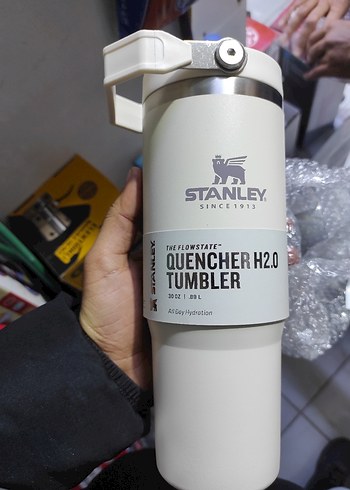 STANLEY
SINCE 1913
THE FLOWSTATE™
QUENCHER H2.0
TUMBLER
30 OZ | .89 L
All Day Hydration
STANLEY